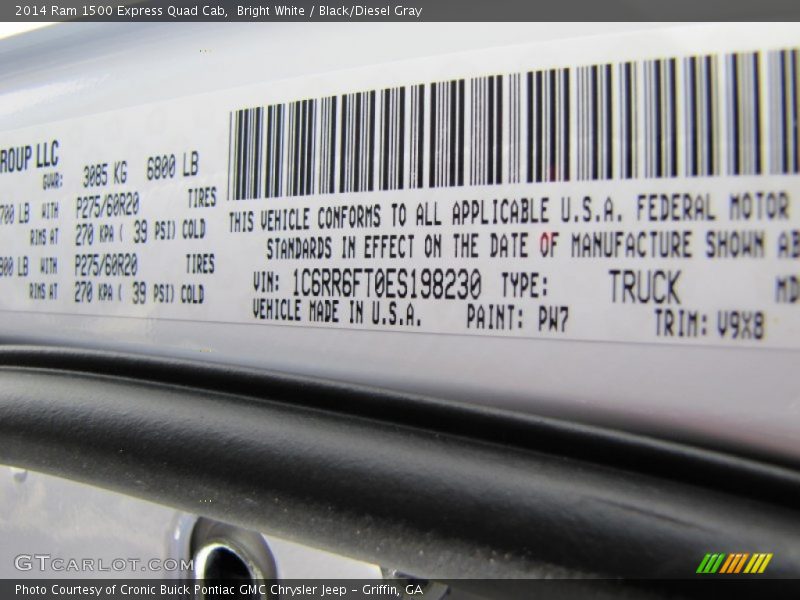 2014 Ram 1500 Express Quad Cab,  Bright White / Black/Diesel Gray
ROUP LLC
GVWR: 3085 KG 6800 LB
700 LB WITH P275/60R20 TIRES
RIMS AT 270 KPA ( 39 PSI) COLD
WITH P275/60R20 TIRES
RIMS AT 270 KPA ( 39 PSI) COLD
THIS VEHICLE CONFORMS TO ALL APPLICABLE U.S.A. FEDERAL MOTOR
STANDARDS IN EFFECT ON THE DATE OF MANUFACTURE SHOWN AB
VIN: 1C6RR6FT0ES198230 TYPE: TRUCK MD
VEHICLE MADE IN U.S.A. PAINT: PW7 TRIM: V9X8
GTcarlot.com
Photo Courtesy of Cronic Buick Pontiac GMC Chrysler Jeep - Griffin, GA